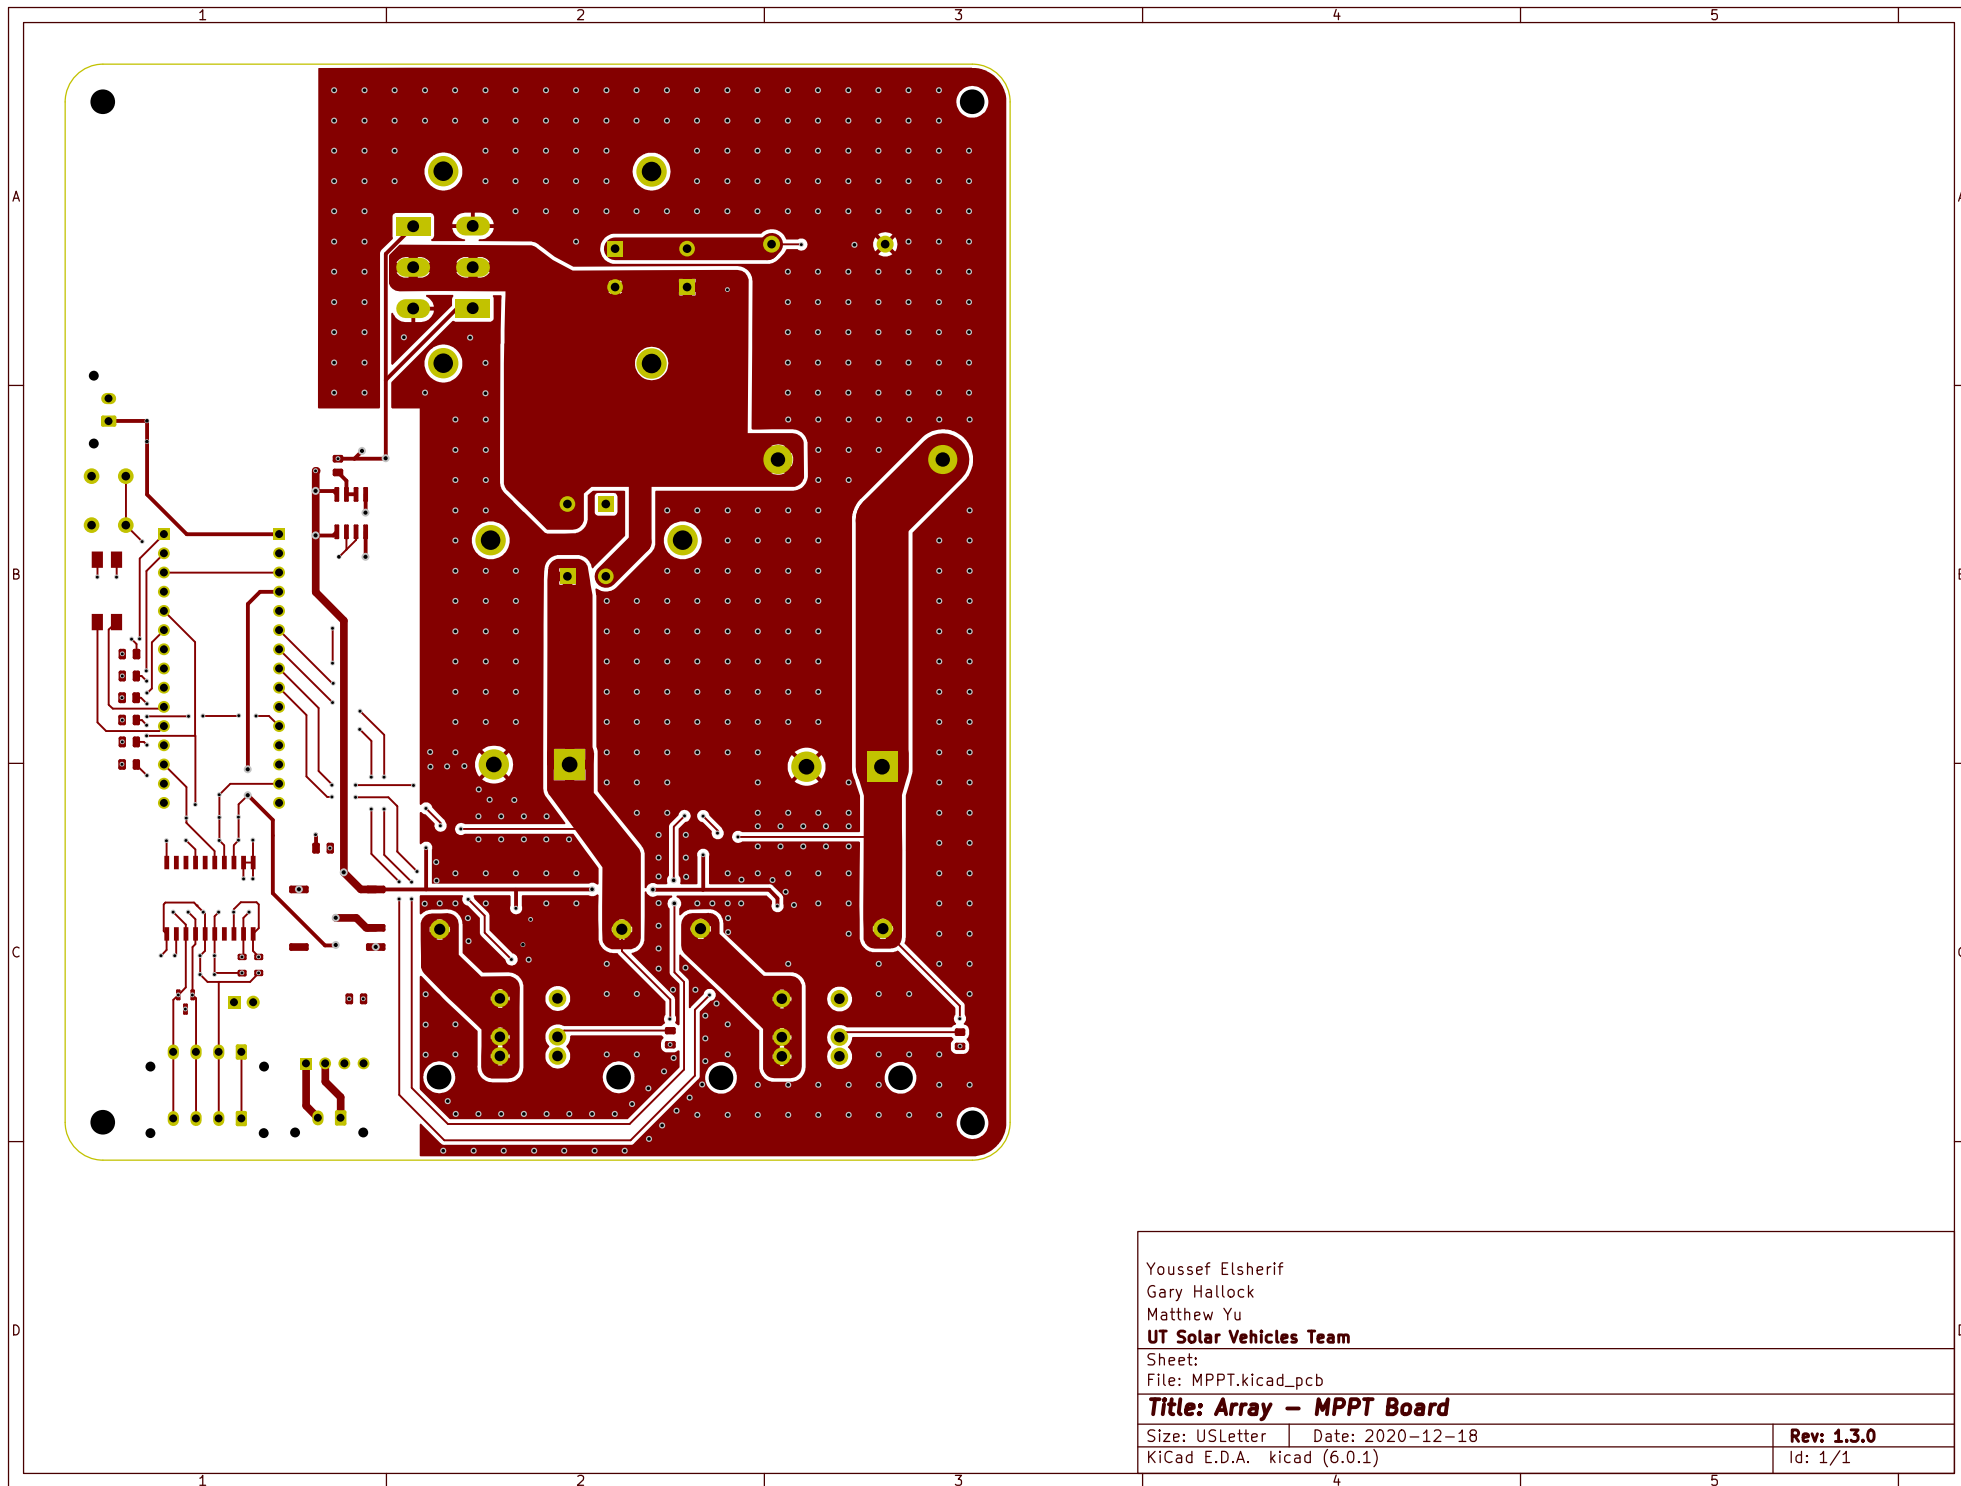 1 2 3 4 5
A A
B B
C C
D D
Youssef Elsherif
Gary Hallock
Matthew Yu
UT Solar Vehicles Team
Sheet:
File: MPPT.kicad_pcb
Title: Array – MPPT Board
Size: USLetter Date: 2020-12-18 Rev: 1.3.0
KiCad E.D.A. kicad (6.0.1) Id: 1/1
1 2 3 4 5